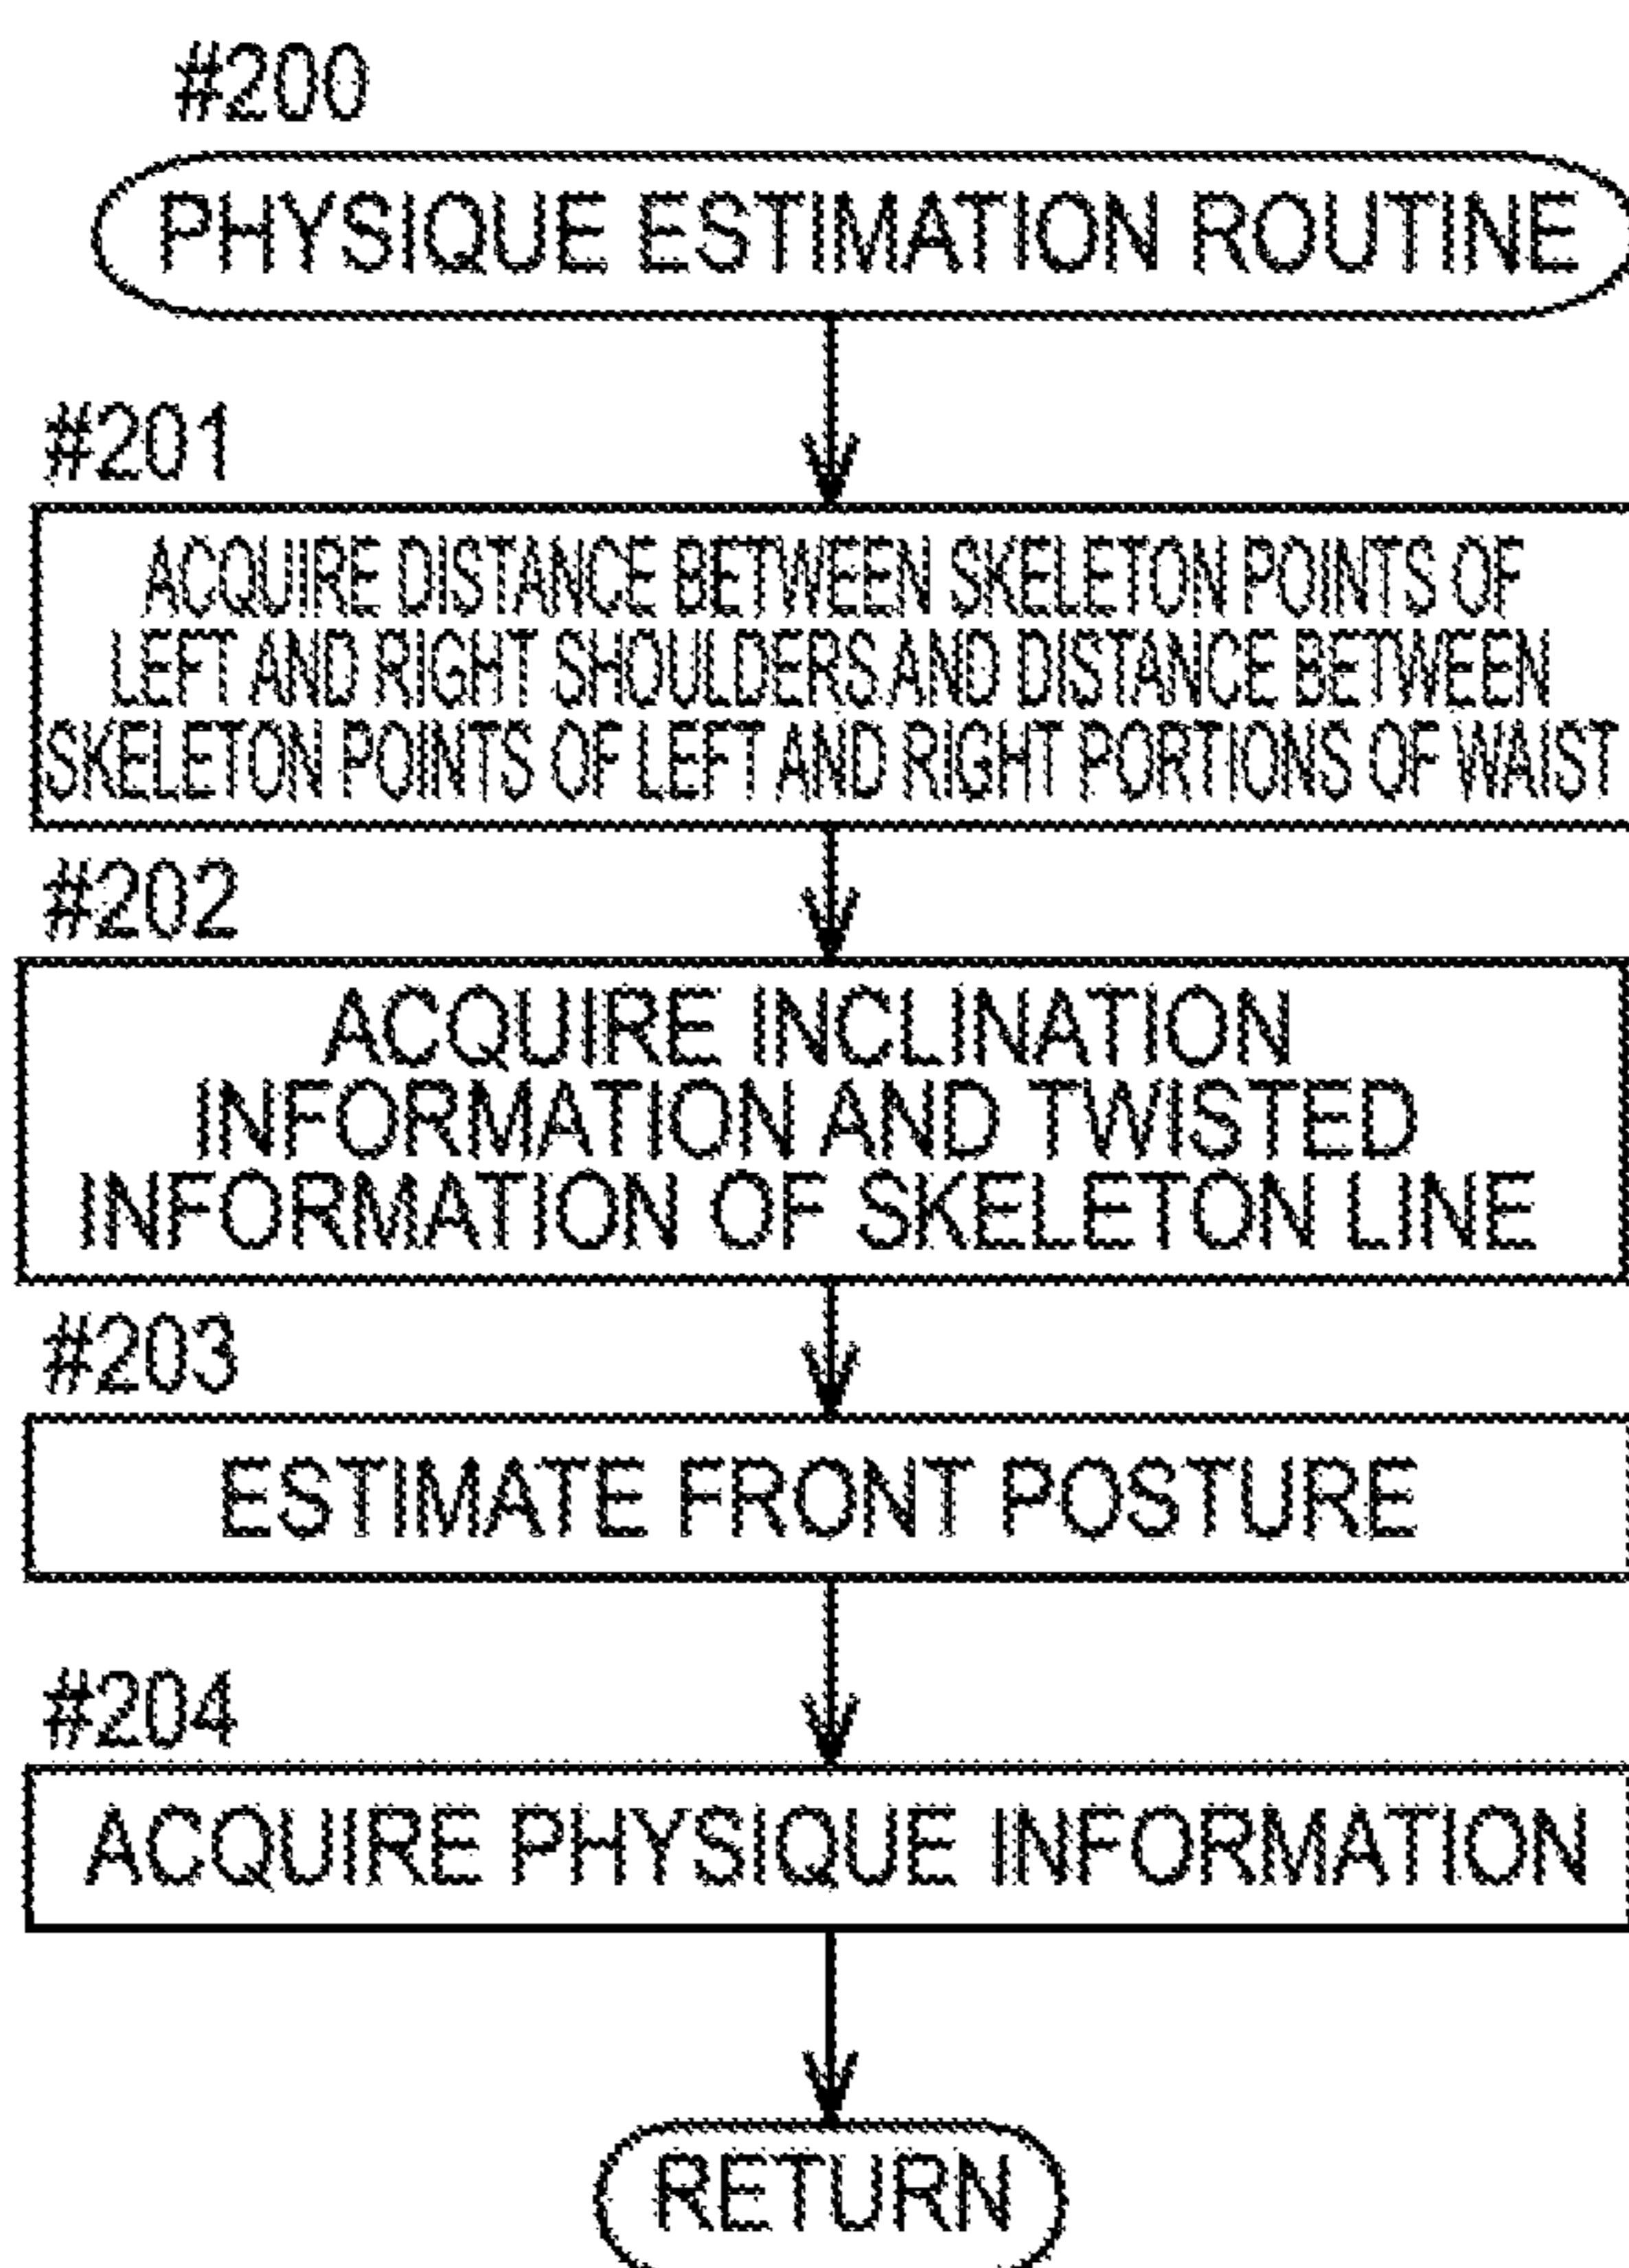 #200
PHYSIQUE ESTIMATION ROUTINE
#201
ACQUIRE DISTANCE BETWEEN SKELETON POINTS OF
LEFT AND RIGHT SHOULDERS AND DISTANCE BETWEEN
SKELETON POINTS OF LEFT AND RIGHT PORTIONS OF WAIST
#202
ACQUIRE INCLINATION
INFORMATION AND TWISTED
INFORMATION OF SKELETON LINE
#203
ESTIMATE FRONT POSTURE
#204
ACQUIRE PHYSIQUE INFORMATION
RETURN